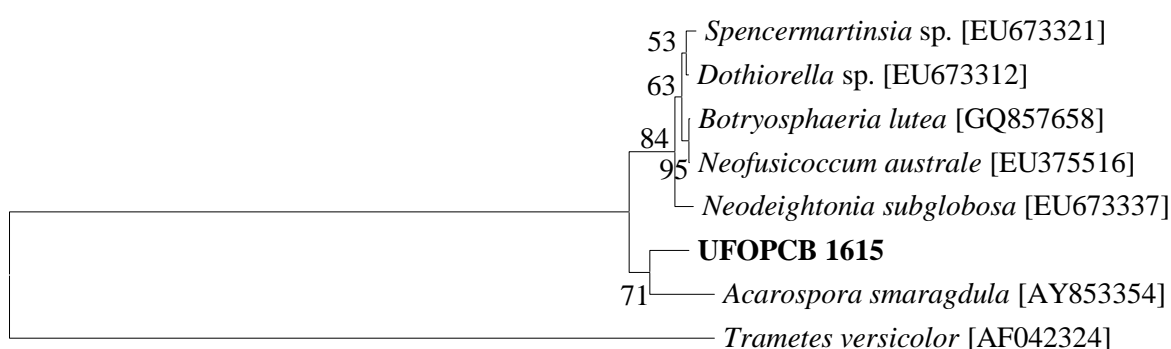 53
Spencermartinsia sp. [EU673321]
Dothiorella sp. [EU673312]
63
Botryosphaeria lutea [GQ857658]
84
95
Neofusicoccum australe [EU375516]
Neodeightonia subglobosa [EU673337]
UFOPCB 1615
71
Acarospora smaragdula [AY853354]
Trametes versicolor [AF042324]